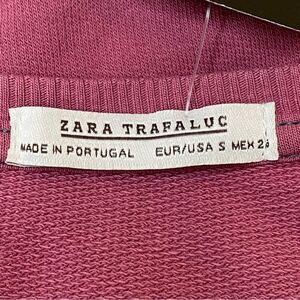 ZARA TRAFALUC
MADE IN PORTUGAL EUR/USA S MEX 26